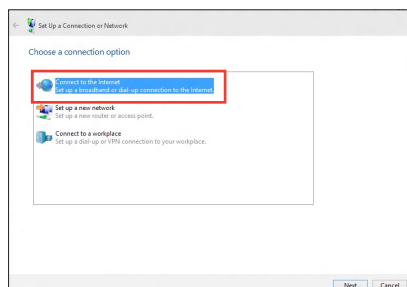 Set Up a Connection or Network
Choose a connection option
Connect to the Internet
Set up a broadband or dial-up connection to the Internet.
Set up a new network
Set up a new router or access point.
Connect to a workplace
Set up a dial-up or VPN connection to your workplace.
Next Cancel